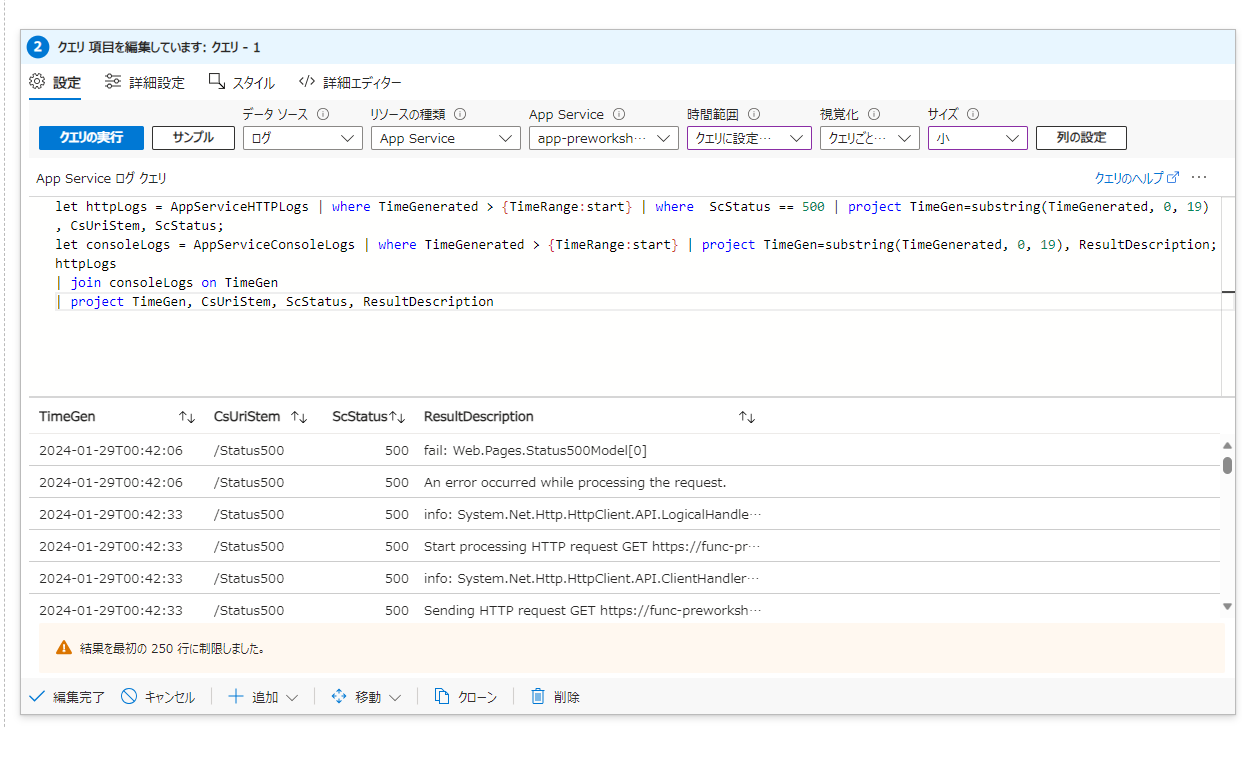 2 クエリ 項目を編集しています: クエリ - 1
設定 詳細設定 スタイル </> 詳細エディター
データ ソース リソースの種類 App Service 時間範囲 視覚化 サイズ
クエリの実行 サンプル ログ App Service app-preworksh… クエリに設定… クエリごと… 小 列の設定
App Service ログ クエリ クエリのヘルプ …
let httpLogs = AppServiceHTTPLogs | where TimeGenerated > {TimeRange:start} | where  ScStatus == 500 | project TimeGen=substring(TimeGenerated, 0, 19)
, CsUriStem, ScStatus;
let consoleLogs = AppServiceConsoleLogs | where TimeGenerated > {TimeRange:start} | project TimeGen=substring(TimeGenerated, 0, 19), ResultDescription;
httpLogs
| join consoleLogs on TimeGen
| project TimeGen, CsUriStem, ScStatus, ResultDescription
TimeGen CsUriStem ScStatus ResultDescription
2024-01-29T00:42:06 /Status500 500 fail: Web.Pages.Status500Model[0]
2024-01-29T00:42:06 /Status500 500 An error occurred while processing the request.
2024-01-29T00:42:33 /Status500 500 info: System.Net.Http.HttpClient.API.LogicalHandle…
2024-01-29T00:42:33 /Status500 500 Start processing HTTP request GET https://func-pr…
2024-01-29T00:42:33 /Status500 500 info: System.Net.Http.HttpClient.API.ClientHandler…
2024-01-29T00:42:33 /Status500 500 Sending HTTP request GET https://func-preworksh…
結果を最初の 250 行に制限しました。
編集完了 キャンセル 追加 移動 クローン 削除